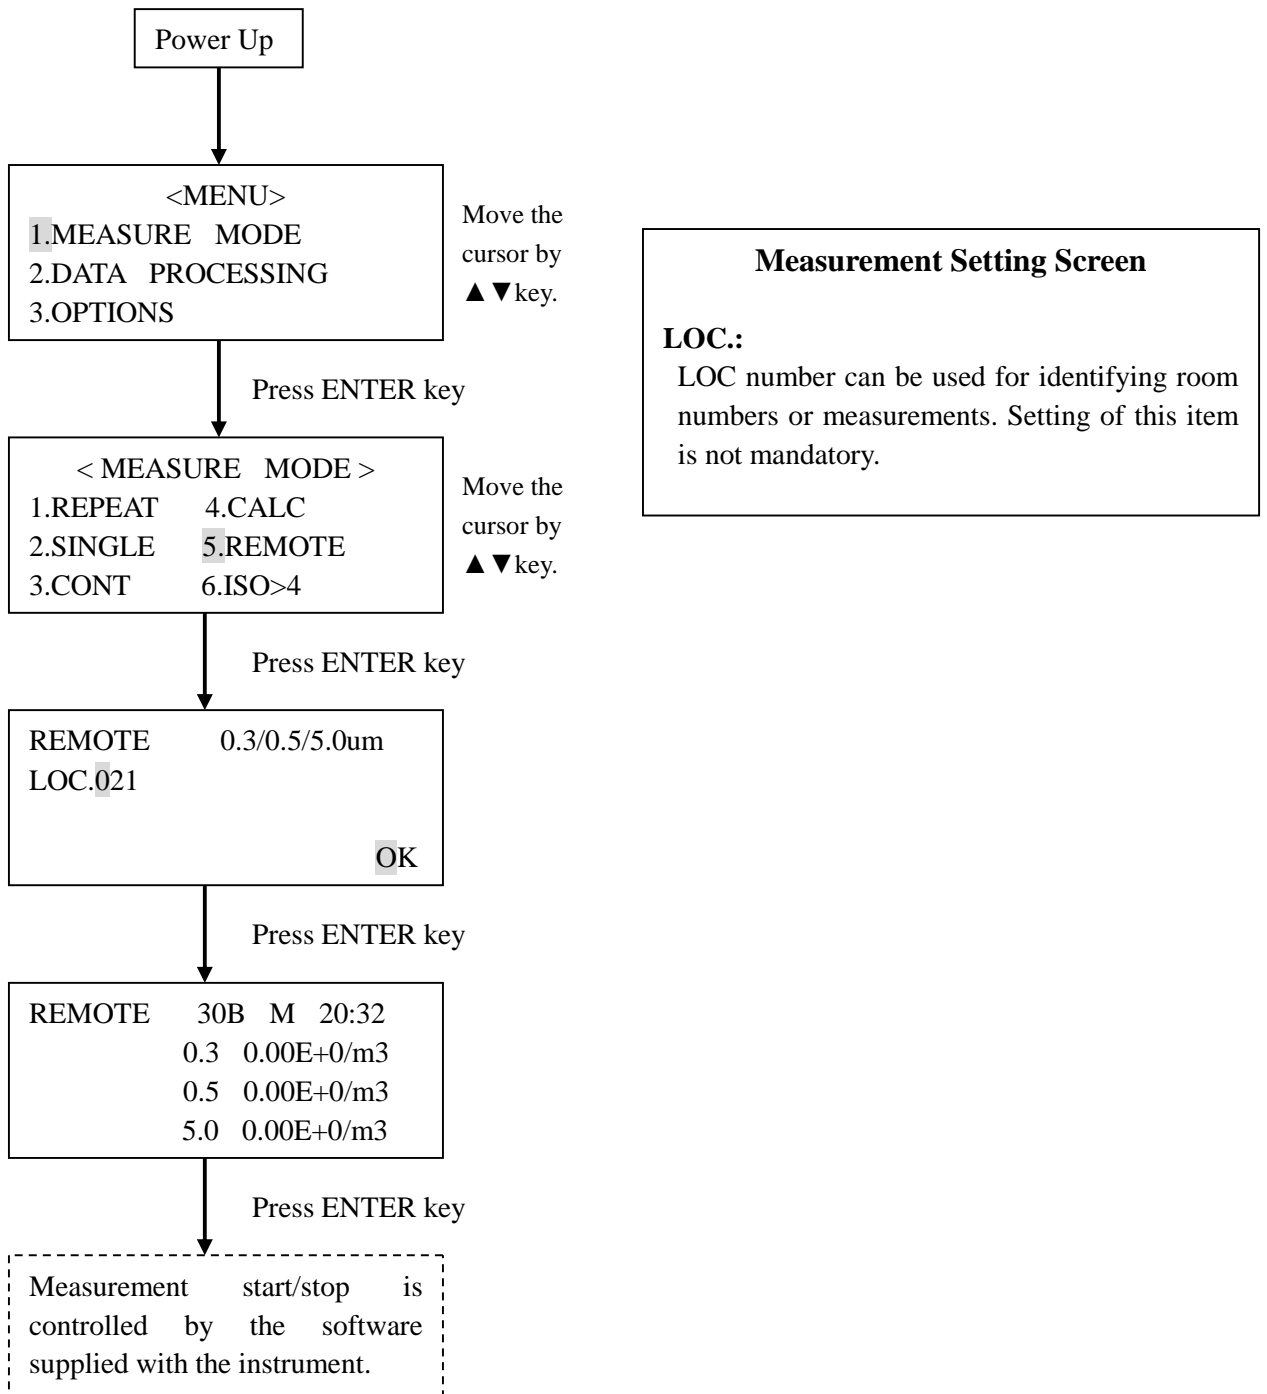 Power Up
<MENU>
1.MEASURE MODE
2.DATA PROCESSING
3.OPTIONS
Move the
cursor by
▲▼key.
Measurement Setting Screen
LOC.:
LOC number can be used for identifying room
numbers or measurements. Setting of this item
is not mandatory.
Press ENTER key
< MEASURE MODE >
1.REPEAT 4.CALC
2.SINGLE 5.REMOTE
3.CONT 6.ISO>4
Move the
cursor by
▲▼key.
Press ENTER key
REMOTE 0.3/0.5/5.0um
LOC.021
OK
Press ENTER key
REMOTE 30B M 20:32
0.3 0.00E+0/m3
0.5 0.00E+0/m3
5.0 0.00E+0/m3
Press ENTER key
Measurement start/stop is
controlled by the software
supplied with the instrument.